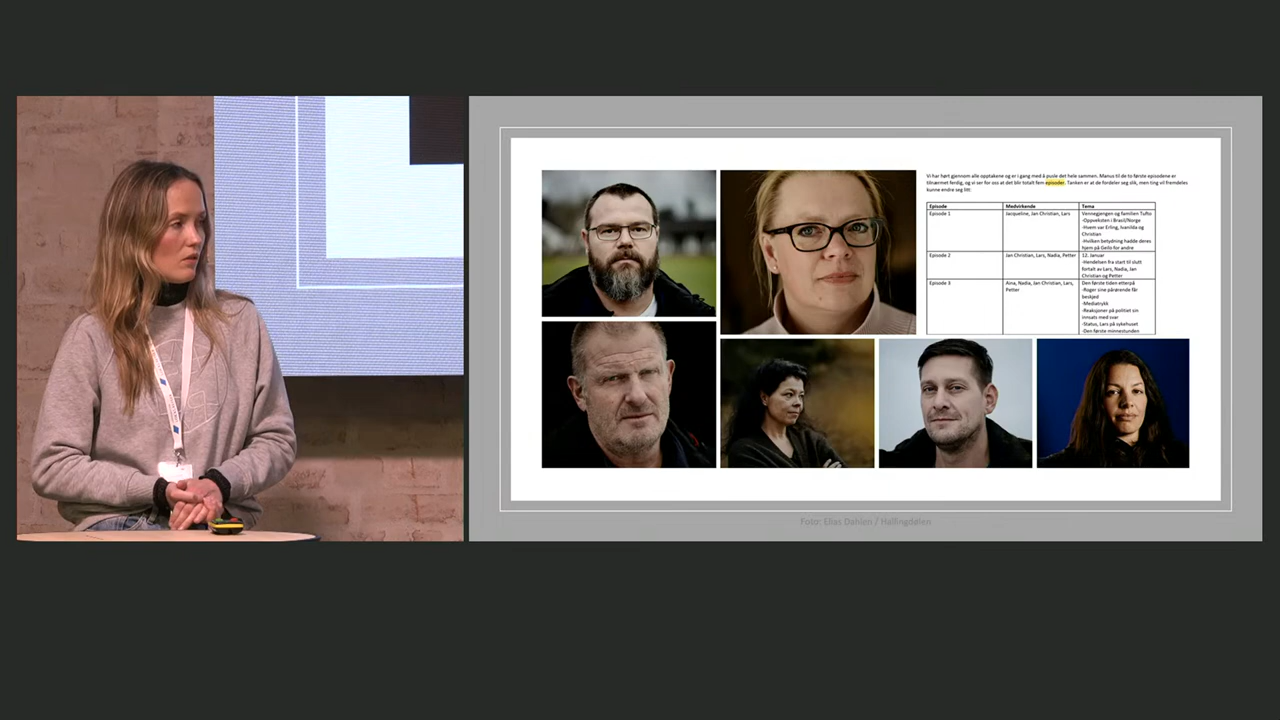 Vi har hørt gjennom alle opptakene og er i gang med å pusle det hele sammen. Manus til de to første episodene er
tilnærmet ferdig, og vi ser for oss at det blir totalt fem episoder. Tanken er at de fordeler seg slik, men ting vil fremdeles
kunne endre seg litt:
Episode Medvirkende Tema
Episode 1 Jacqueline, Jan Christian, Lars Vennegjengen og familien Tufto
-Oppveksten i Brasil/Norge
-Hvem var Erling, Ivanhilda og
Christian
-Hvilken betydning hadde deres
hjem på Geilo for andre
Episode 2 Jan Christian, Lars, Nadia, Petter 12. Januar
-Hendelsen fra start til slutt
fortalt av Lars, Nadia, Jan
Christian og Petter
Episode 3 Aina, Nadia, Jan Christian, Lars, Den første tiden etterpå
Petter -Roger sine pårørende får
beskjed
-Mediatrykk
-Reaksjoner på politiet sin
innsats med svar
-Status, Lars på sykehuset
-Den første minnestunden
Foto: Elias Dahlen / Hallingdølen